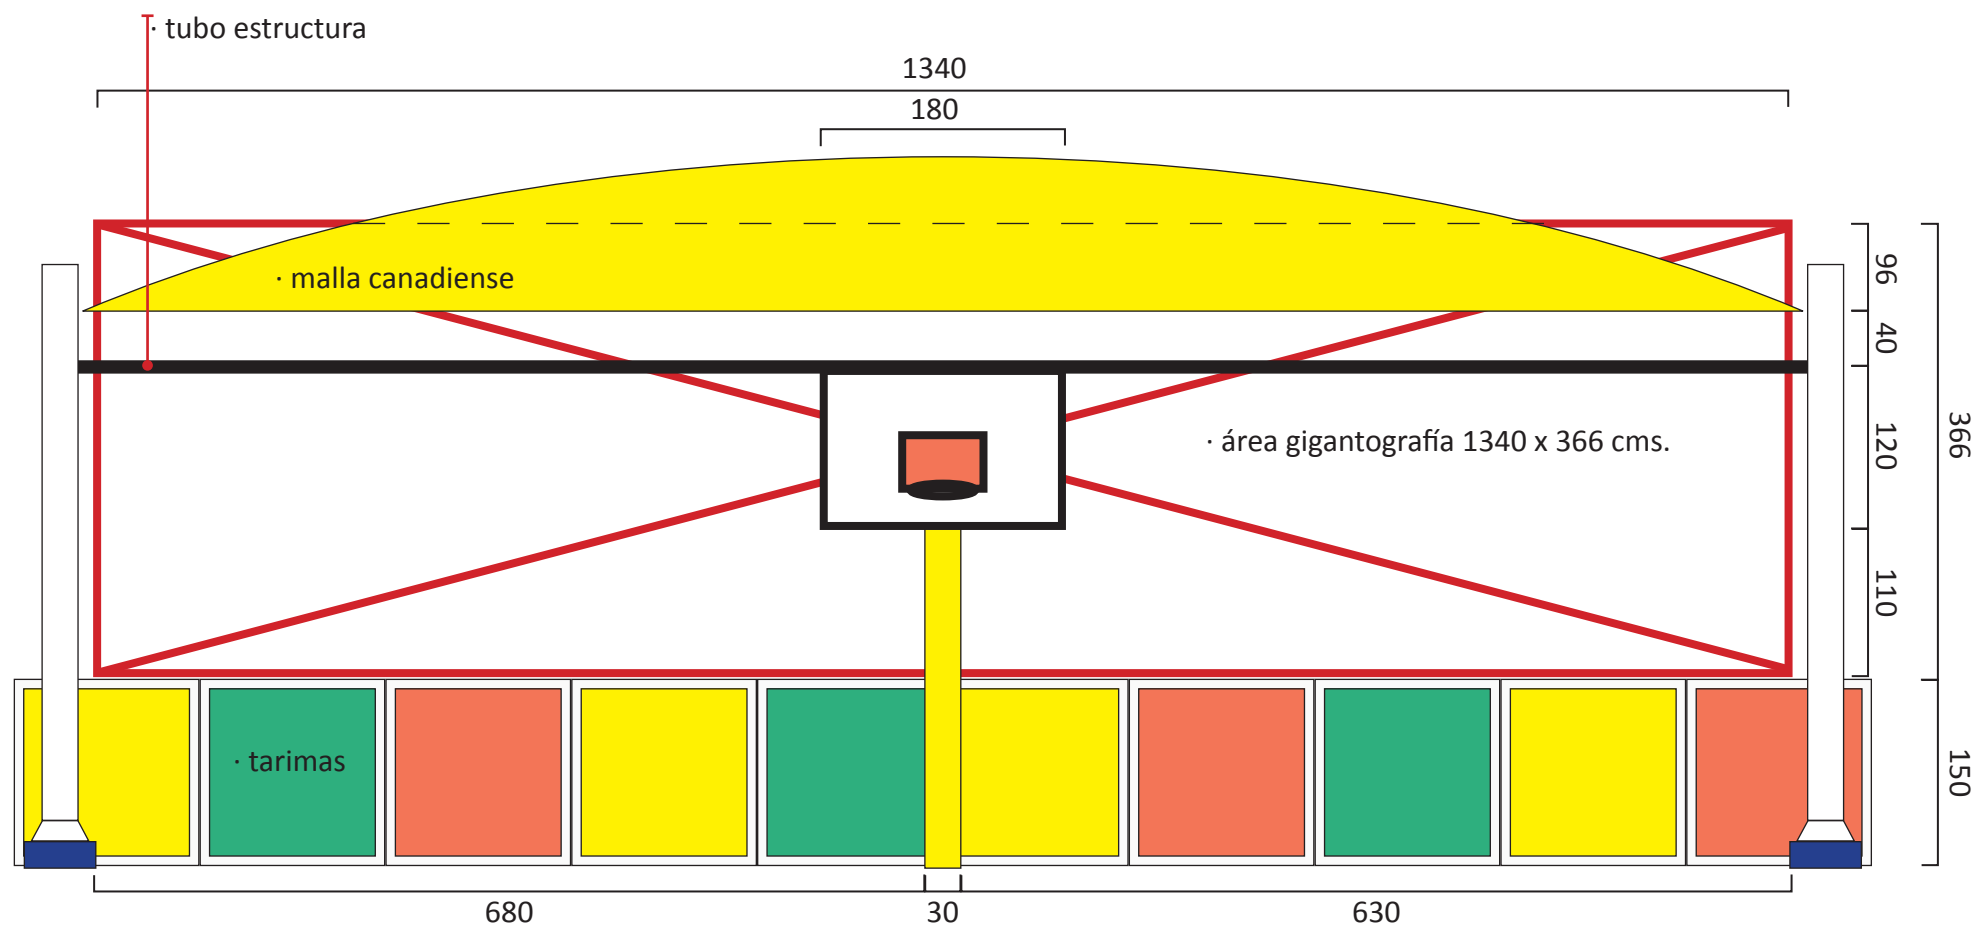 · tubo estructura
1340
180
· malla canadiense
96
40
· área gigantografía 1340 x 366 cms.
120
366
110
· tarimas
150
680
30
630